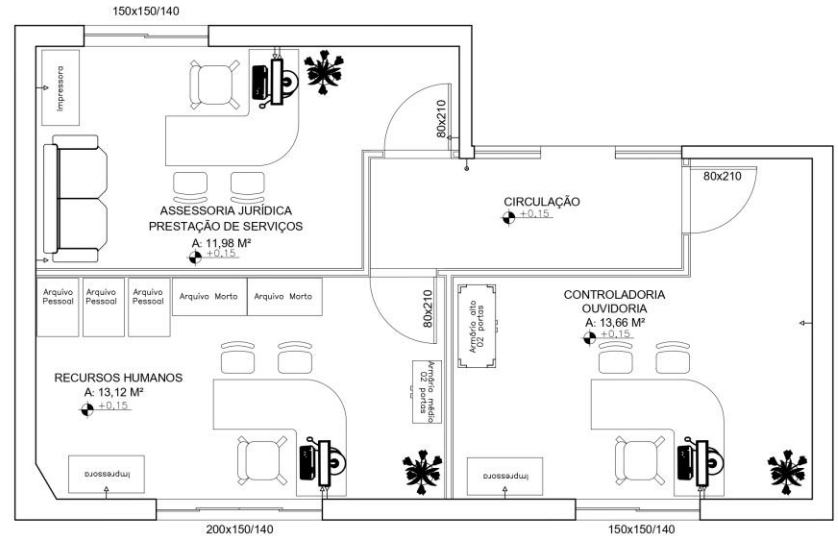 150x150/140
Impressora
80x210
ASSESSORIA JURÍDICA
PRESTAÇÃO DE SERVIÇOS
A: 11,98 M²
+0.15
CIRCULAÇÃO
+0.15
80x210
Arquivo
Pessoal
Arquivo
Pessoal
Arquivo
Pessoal
Arquivo Morto
Arquivo Morto
80x210
Armário alto
02 portas
CONTROLADORIA
OUVIDORIA
A: 13,66 M²
+0.15
RECURSOS HUMANOS
A: 13,12 M²
+0.15
Armário médio
02 portas
Impressora
Impressora
200x150/140
150x150/140